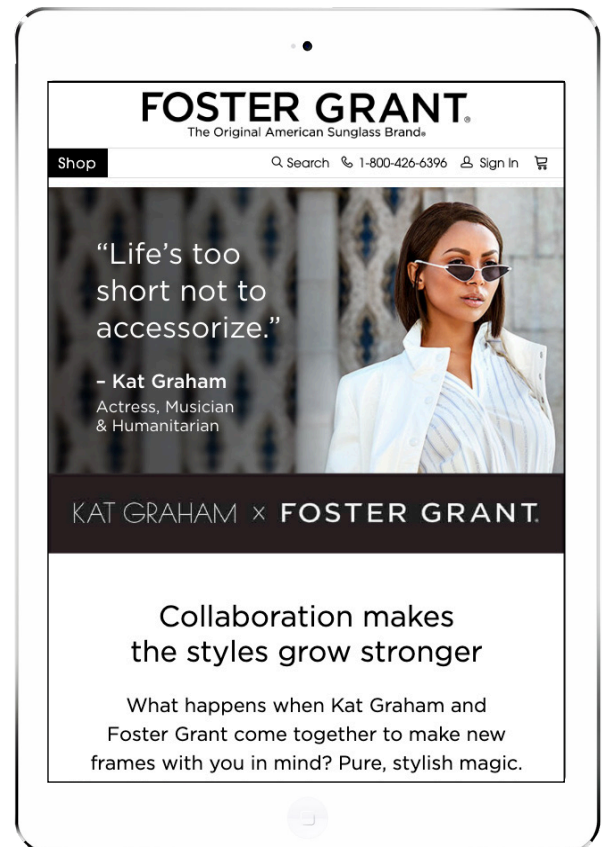 FOSTER GRANT®
The Original American Sunglass Brand®
Shop
Search
1-800-426-6396
Sign In
“Life’s too
short not to
accessorize.”
– Kat Graham
Actress, Musician
& Humanitarian
KAT GRAHAM × FOSTER GRANT®
Collaboration makes
the styles grow stronger
What happens when Kat Graham and
Foster Grant come together to make new
frames with you in mind? Pure, stylish magic.